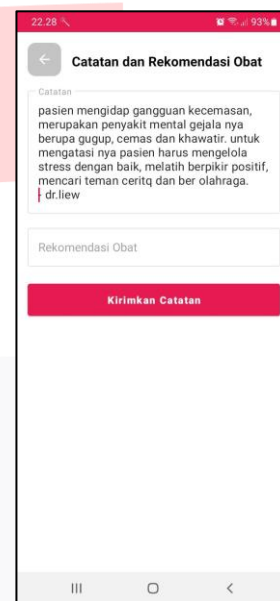 22.28 93%
Catatan dan Rekomendasi Obat
Catatan
pasien mengidap gangguan kecemasan,
merupakan penyakit mental gejala nya
berupa gugup, cemas dan khawatir. untuk
mengatasi nya pasien harus mengelola
stress dengan baik, melatih berpikir positif,
mencari teman ceritq dan ber olahraga.
- dr.liew
Rekomendasi Obat
Kirimkan Catatan